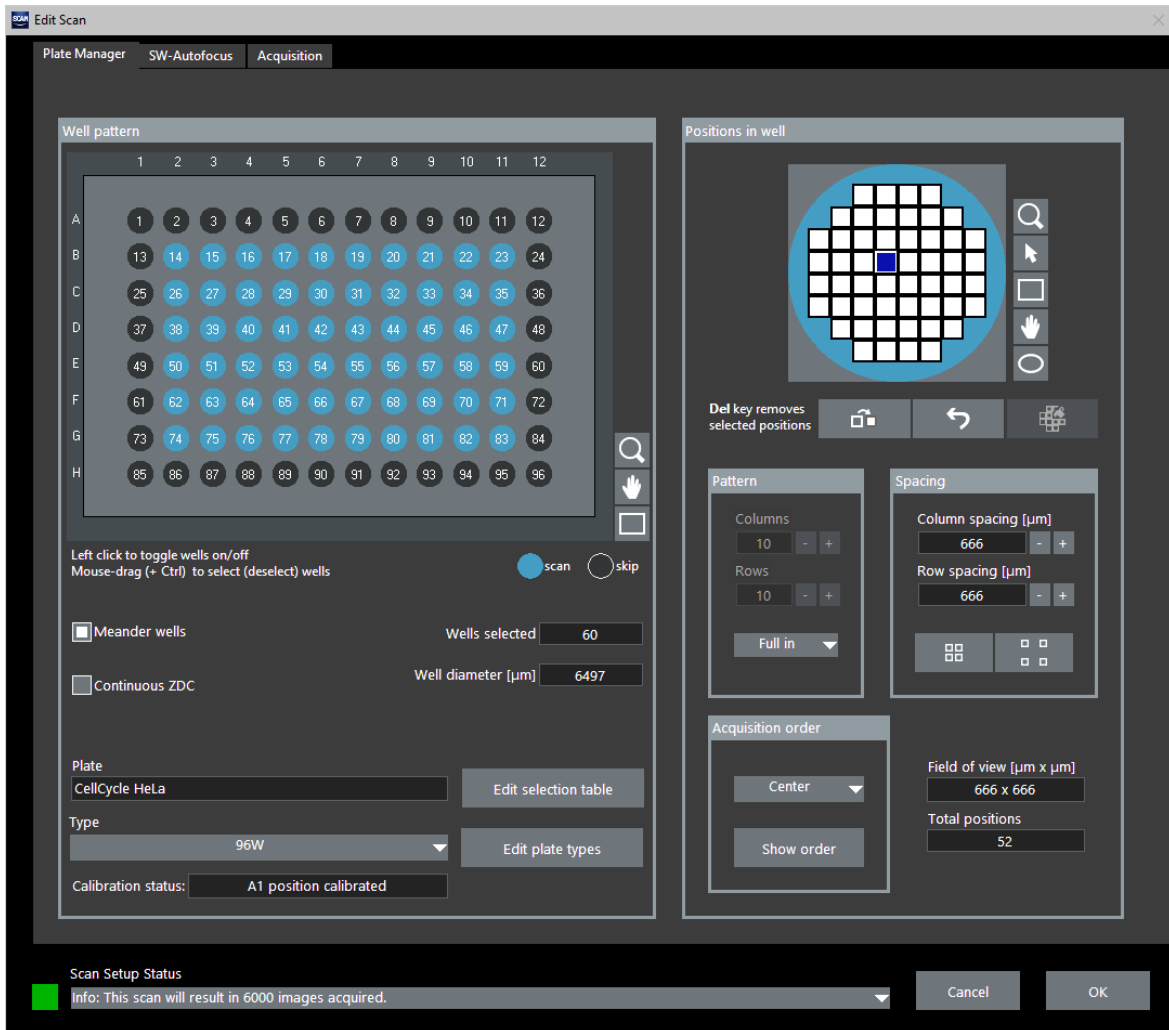 SCAN Edit Scan
Plate Manager SW-Autofocus Acquisition
Well pattern
1 2 3 4 5 6 7 8 9 10 11 12
A 1 2 3 4 5 6 7 8 9 10 11 12
B 13 14 15 16 17 18 19 20 21 22 23 24
C 25 26 27 28 29 30 31 32 33 34 35 36
D 37 38 39 40 41 42 43 44 45 46 47 48
E 49 50 51 52 53 54 55 56 57 58 59 60
F 61 62 63 64 65 66 67 68 69 70 71 72
G 73 74 75 76 77 78 79 80 81 82 83 84
H 85 86 87 88 89 90 91 92 93 94 95 96
Left click to toggle wells on/off
Mouse-drag (+ Ctrl) to select (deselect) wells
scan skip
Meander wells
Wells selected 60
Continuous ZDC
Well diameter [µm] 6497
Plate
CellCycle HeLa
Edit selection table
Type
96W
Edit plate types
Calibration status: A1 position calibrated
Positions in well
Del key removes
selected positions
Pattern
Columns
10 - +
Rows
10 - +
Full in
Spacing
Column spacing [µm]
666 - +
Row spacing [µm]
666 - +
Acquisition order
Center
Show order
Field of view [µm x µm]
666 x 666
Total positions
52
Scan Setup Status
Info: This scan will result in 6000 images acquired.
Cancel OK